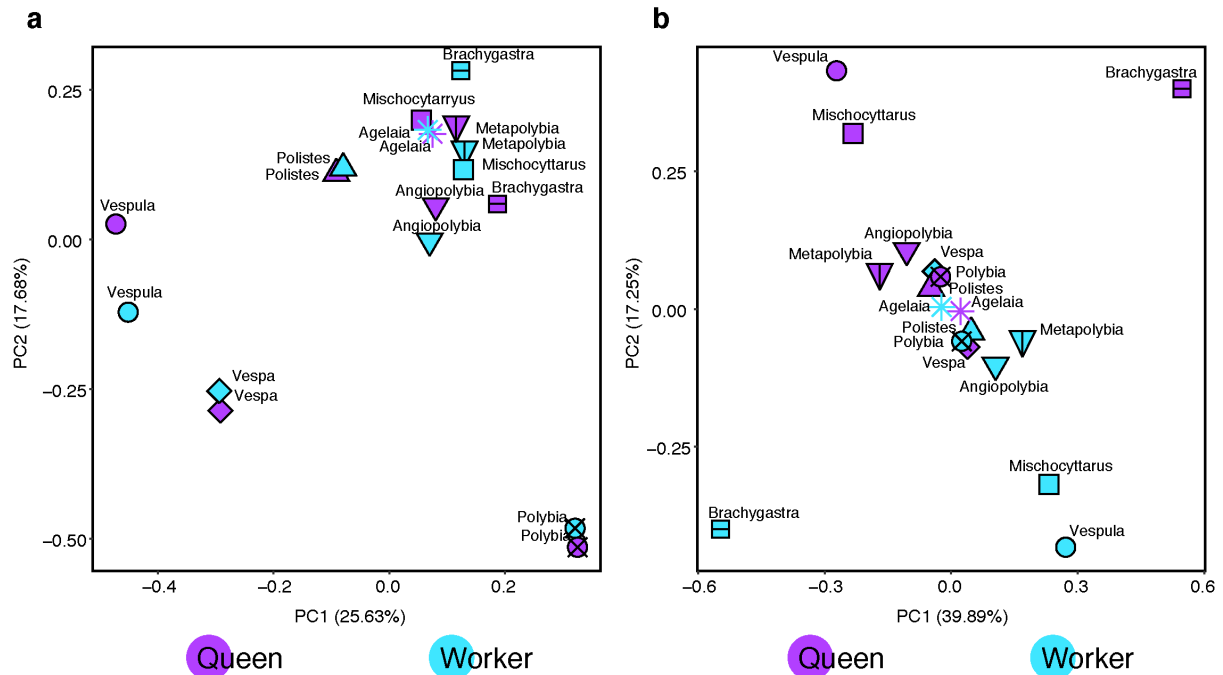 a
Brachygastra
0.25
Mischocytarryus
Metapolybia
Agelaia
Agelaia
Metapolybia
Polistes
Polistes
Mischocyttarus
Angiopolybia
Brachygastra
Vespula
Angiopolybia
0.00
Vespula
Vespa
Vespa
−0.25
Polybia
Polybia
−0.50
−0.4
−0.2
0.0
0.2
PC1 (25.63%)
PC2 (17.68%)
Queen
Worker
b
Vespula
Brachygastra
Mischocyttarus
0.25
Angiopolybia
Metapolybia
Vespa
Polybia
Polistes
Agelaia
Agelaia
0.00
Polistes
Polybia
Metapolybia
Vespa
Angiopolybia
−0.25
Mischocyttarus
Brachygastra
Vespula
−0.6
−0.3
0.0
0.3
0.6
PC1 (39.89%)
PC2 (17.25%)
Queen
Worker